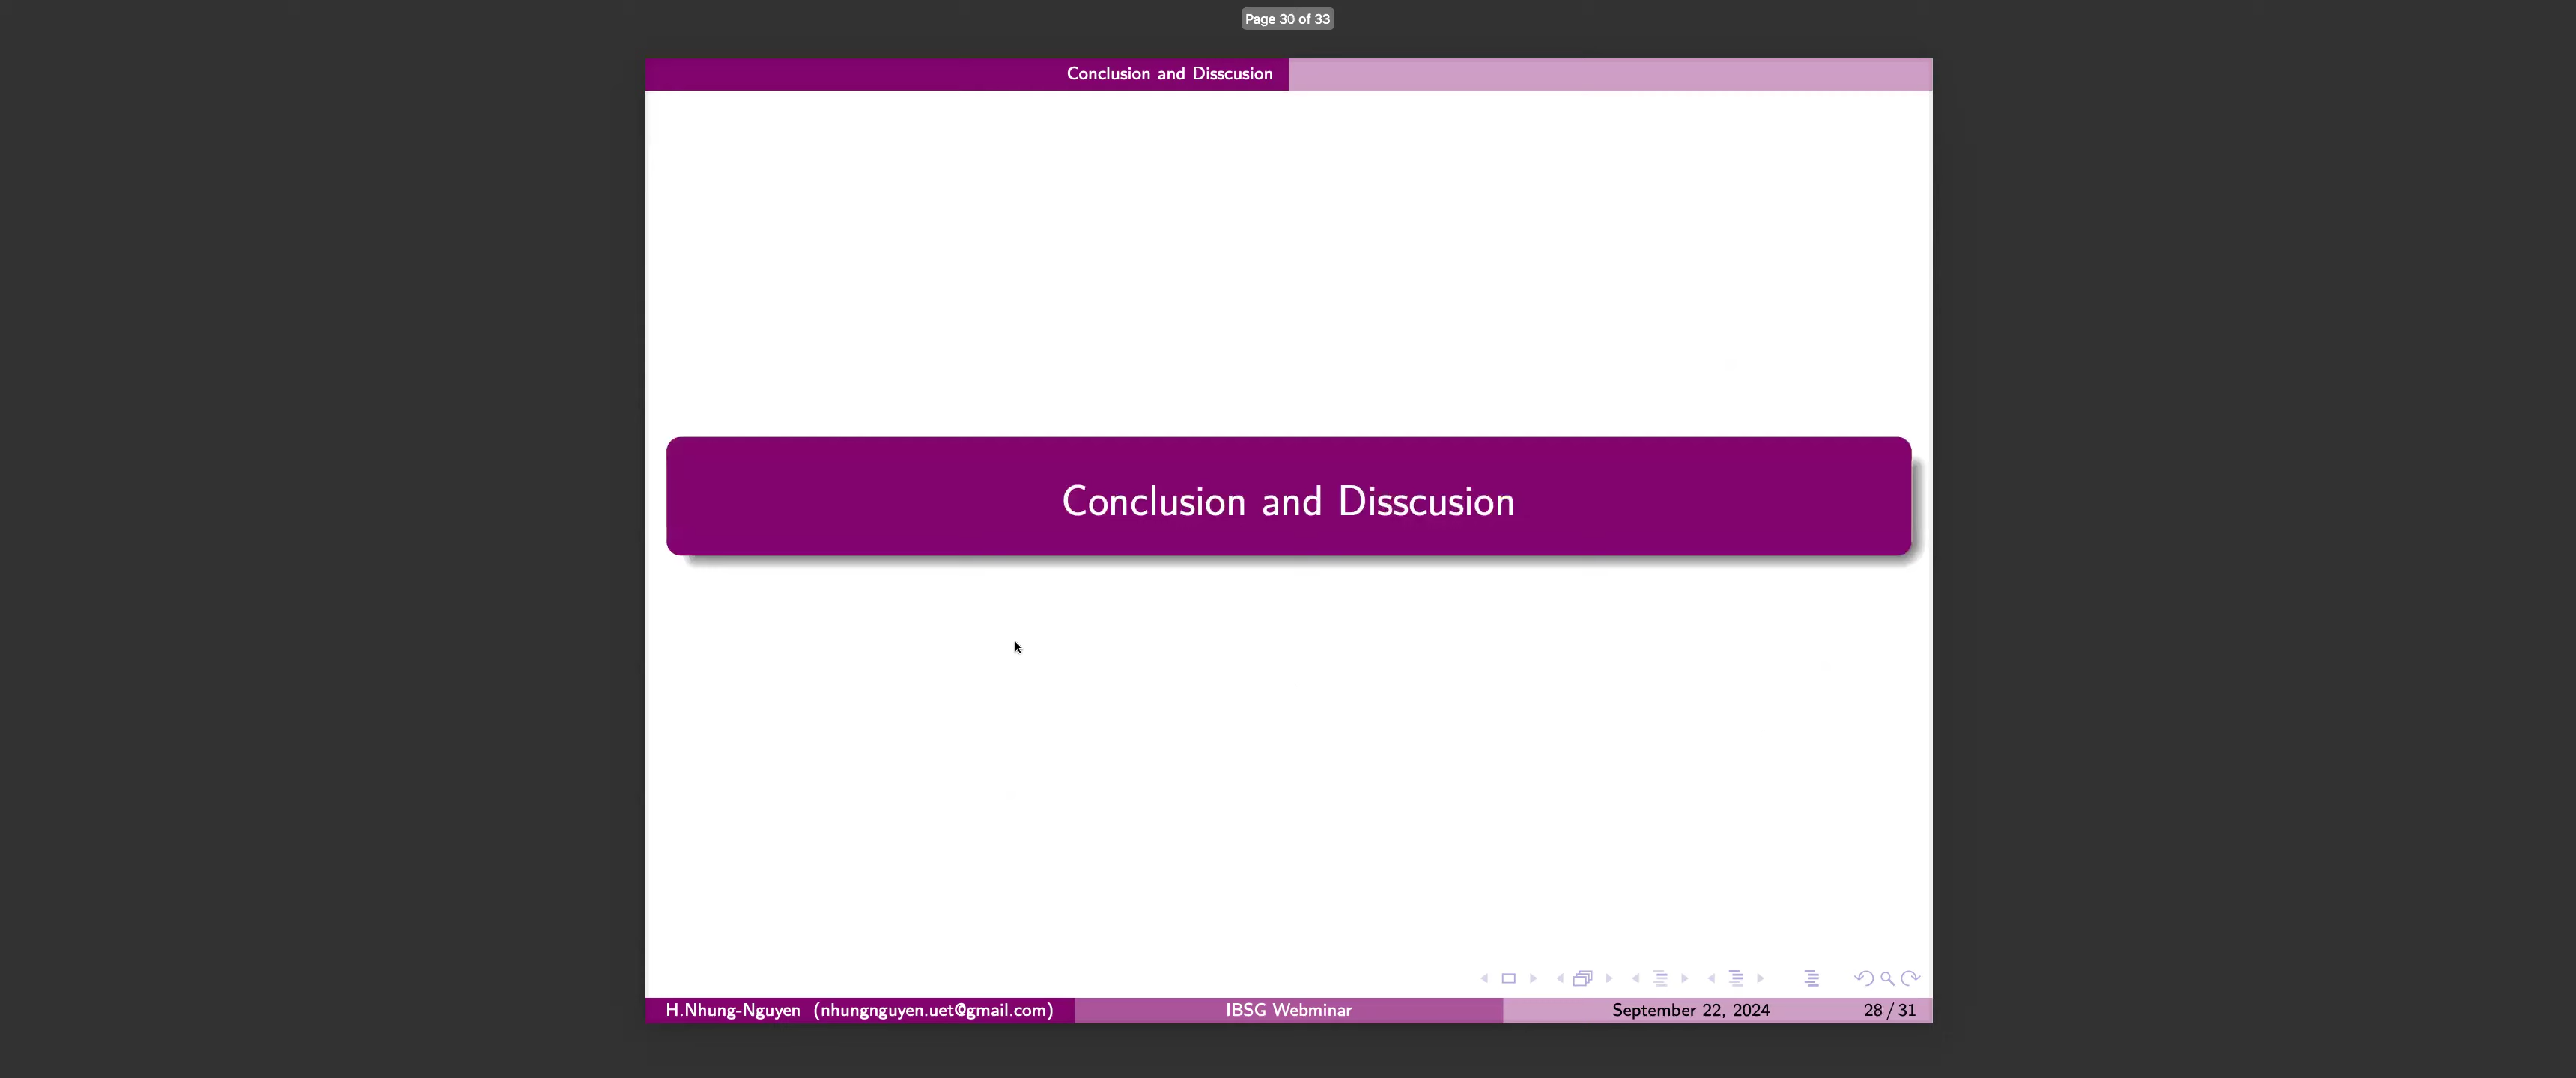 Page 30 of 33
Conclusion and Disscusion
Conclusion and Disscusion
H.Nhung-Nguyen (nhungnguyen.uet@gmail.com)
IBSG Webminar
September 22, 2024
28 / 31